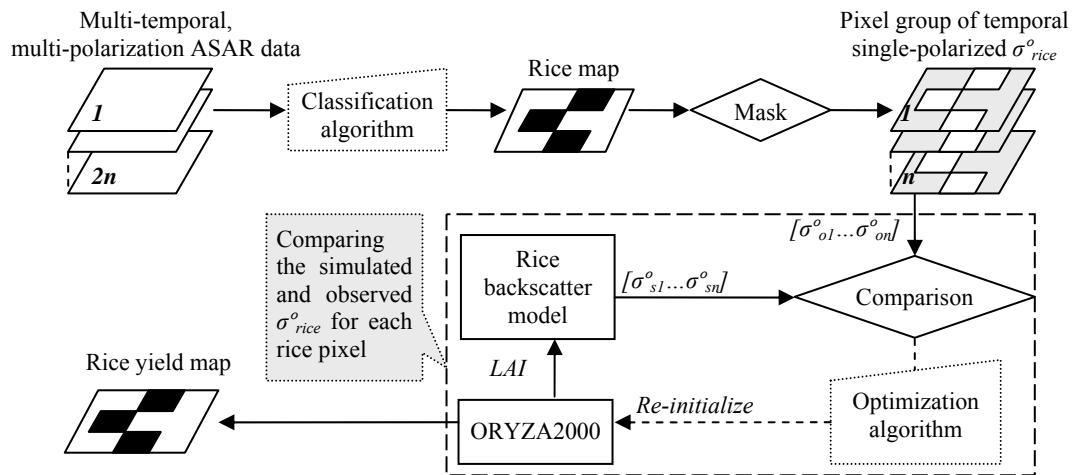 Multi-temporal,
multi-polarization ASAR data
1
2n
Classification
algorithm
Rice map
Mask
Pixel group of temporal
single-polarized σ°rice
1
n
[σ°o1…σ°on]
Comparing
the simulated
and observed
σ°rice for each
rice pixel
Rice
backscatter
model
[σ°s1…σ°sn]
Comparison
LAI
Rice yield map
ORYZA2000
Re-initialize
Optimization
algorithm